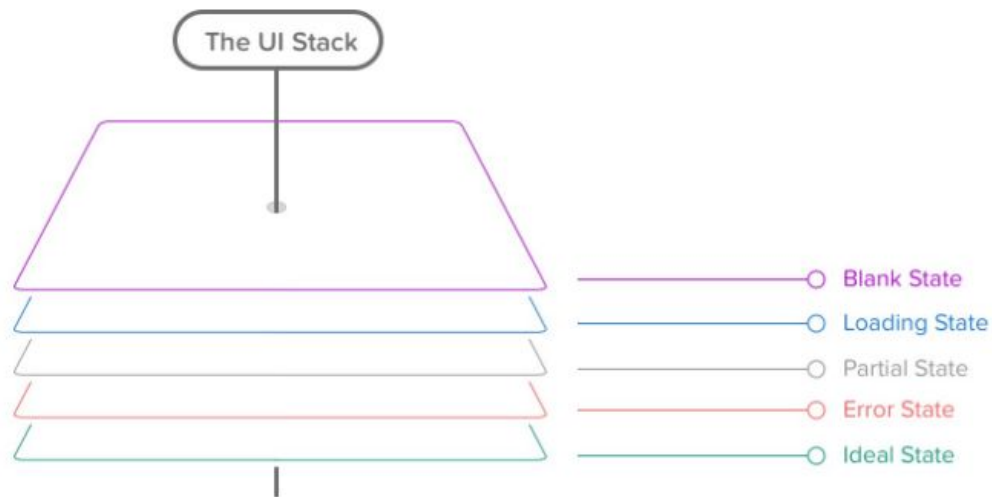 The UI Stack
Blank State
Loading State
Partial State
Error State
Ideal State